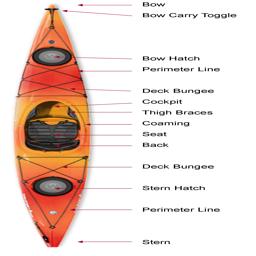 Bow
Bow Carry Toggle
Bow Hatch
Perimeter Line
Deck Bungee
Cockpit
Thigh Braces
Coaming
Seat
Back
Deck Bungee
Stern Hatch
Perimeter Line
Stern